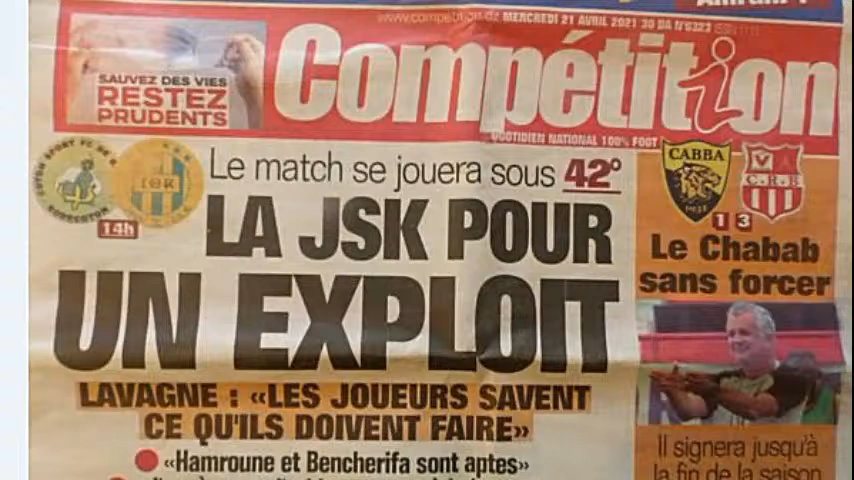 www.competition.dz MERCREDI 21 AVRIL 2021 30 DA N°6323
SAUVEZ DES VIES
RESTEZ
PRUDENTS
Compétition
QUOTIDIEN NATIONAL 100% FOOT
14h
Le match se jouera sous 42°
LA JSK POUR
UN EXPLOIT
LAVAGNE : «LES JOUEURS SAVENT
CE QU'ILS DOIVENT FAIRE»
«Hamroune et Bencherifa sont aptes»
CABBA
C.R.B
1 3
Le Chabab
sans forcer
Il signera jusqu'à
la fin de la saison